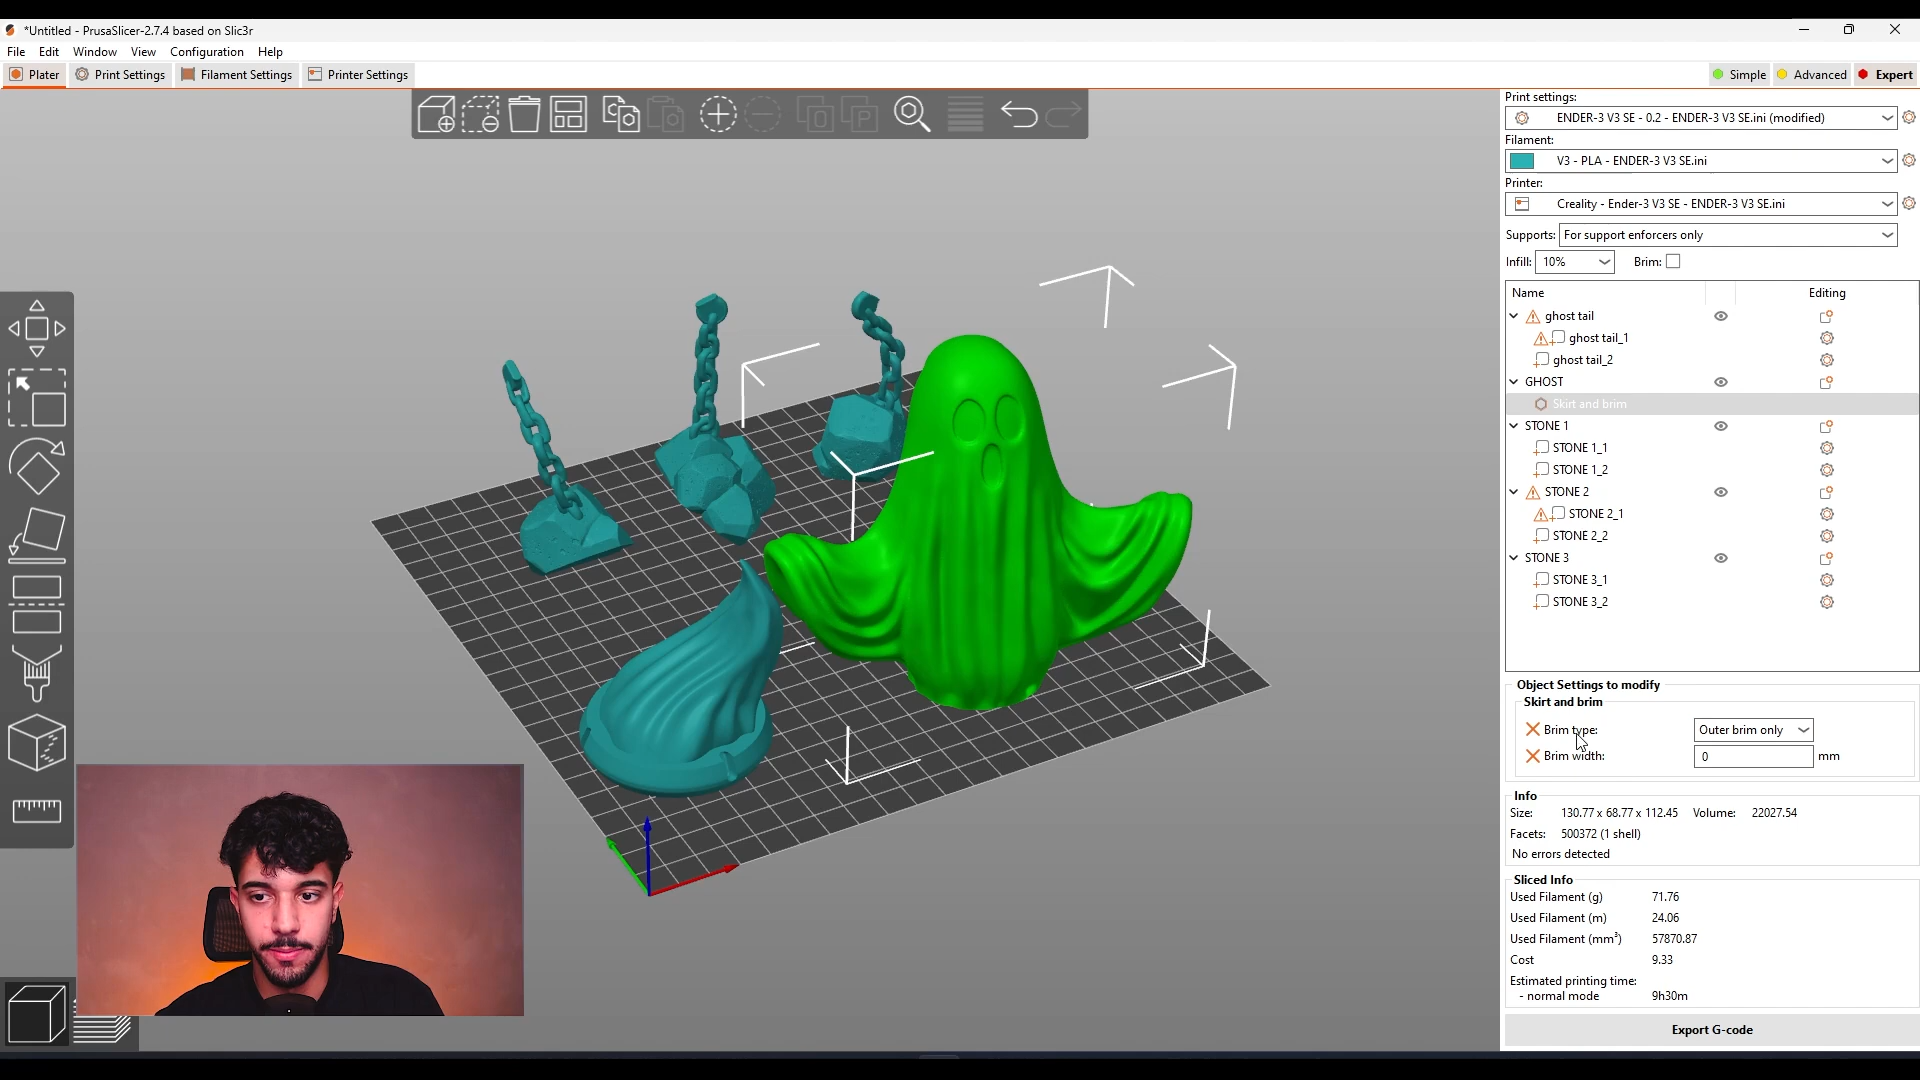 *Untitled - PrusaSlicer-2.7.4 based on Slic3r
File Edit Window View Configuration Help
Plater Print Settings Filament Settings Printer Settings Simple Advanced Expert
Print settings:
ENDER-3 V3 SE - 0.2 - ENDER-3 V3 SE.ini (modified)
Filament:
V3 - PLA - ENDER-3 V3 SE.ini
Printer:
Creality - Ender-3 V3 SE - ENDER-3 V3 SE.ini
Supports: For support enforcers only
Infill: 10% Brim:
Name Editing
ghost tail
ghost tail_1
ghost tail_2
GHOST
Skirt and brim
STONE 1
STONE 1_1
STONE 1_2
STONE 2
STONE 2_1
STONE 2_2
STONE 3
STONE 3_1
STONE 3_2
Object Settings to modify
Skirt and brim
Brim type: Outer brim only
Brim width: 0 mm
Info
Size: 130.77 x 68.77 x 112.45 Volume: 22027.54
Facets: 500372 (1 shell)
No errors detected
Sliced Info
Used Filament (g) 71.76
Used Filament (m) 24.06
Used Filament (mm³) 57870.87
Cost 9.33
Estimated printing time:
- normal mode 9h30m
Export G-code